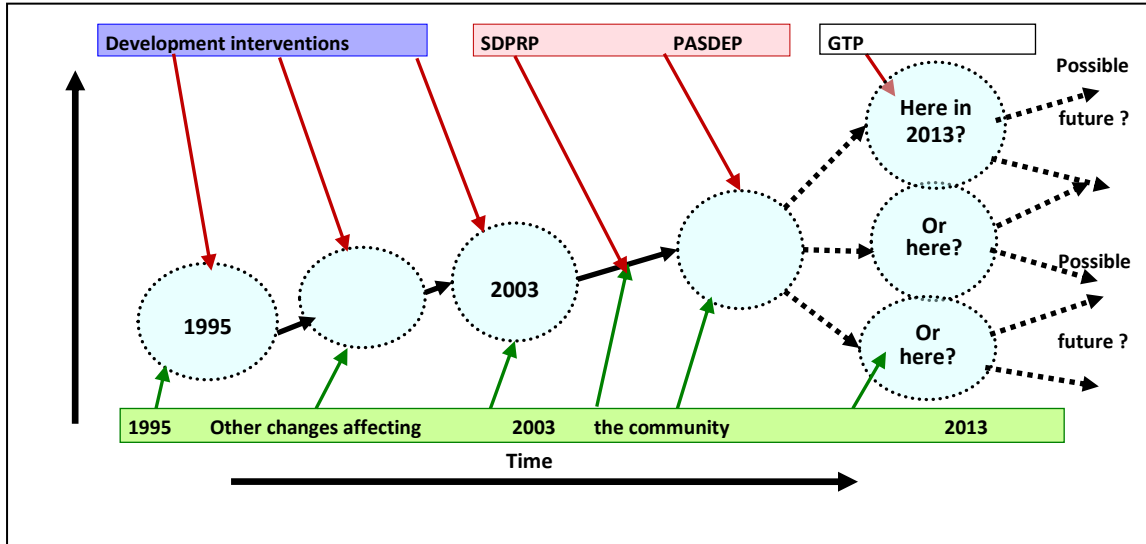 Development interventions
SDPRP PASDEP
GTP
Possible
future ?
Here in
2013?
Or
here?
Possible
future ?
2003
1995
Or
here?
1995 Other changes affecting 2003 the community 2013
Time